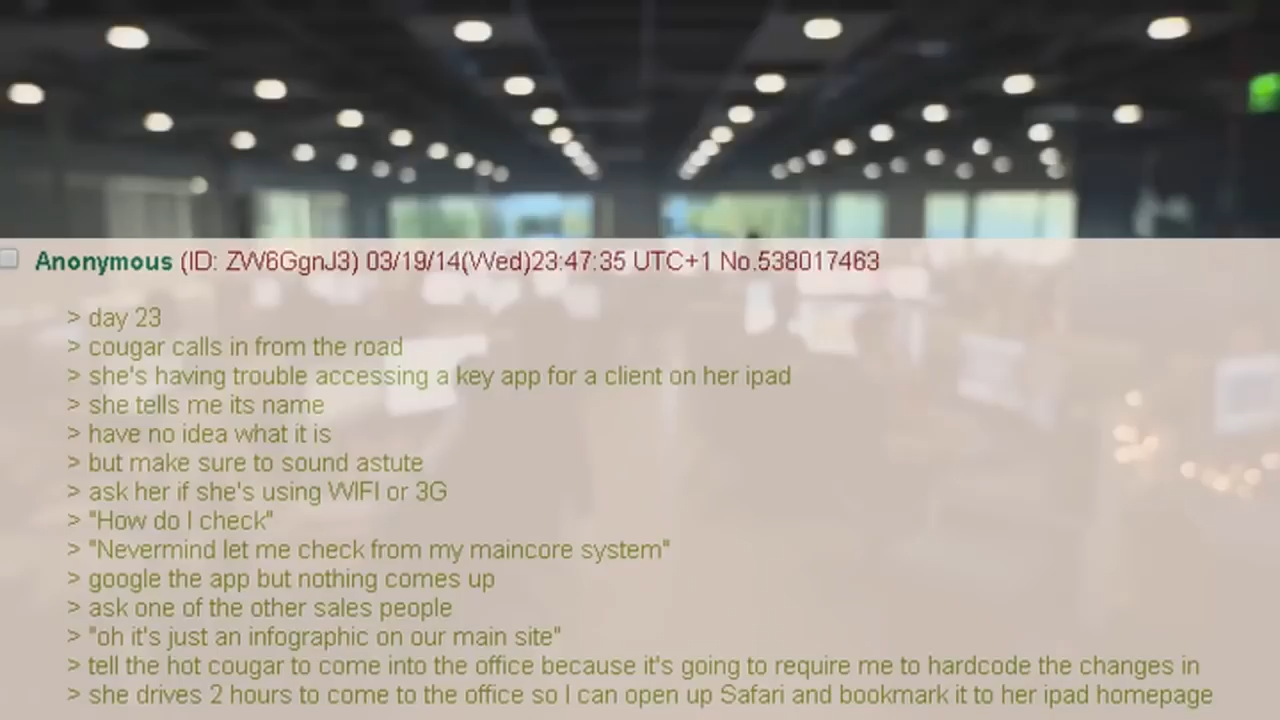 Anonymous (ID: ZW6GgnJ3) 03/19/14(Wed)23:47:35 UTC+1 No.538017463
> day 23
> cougar calls in from the road
> she's having trouble accessing a key app for a client on her ipad
> she tells me its name
> have no idea what it is
> but make sure to sound astute
> ask her if she's using WIFI or 3G
> "How do I check"
> "Nevermind let me check from my maincore system"
> google the app but nothing comes up
> ask one of the other sales people
> "oh it's just an infographic on our main site"
> tell the hot cougar to come into the office because it's going to require me to hardcode the changes in
> she drives 2 hours to come to the office so I can open up Safari and bookmark it to her ipad homepage